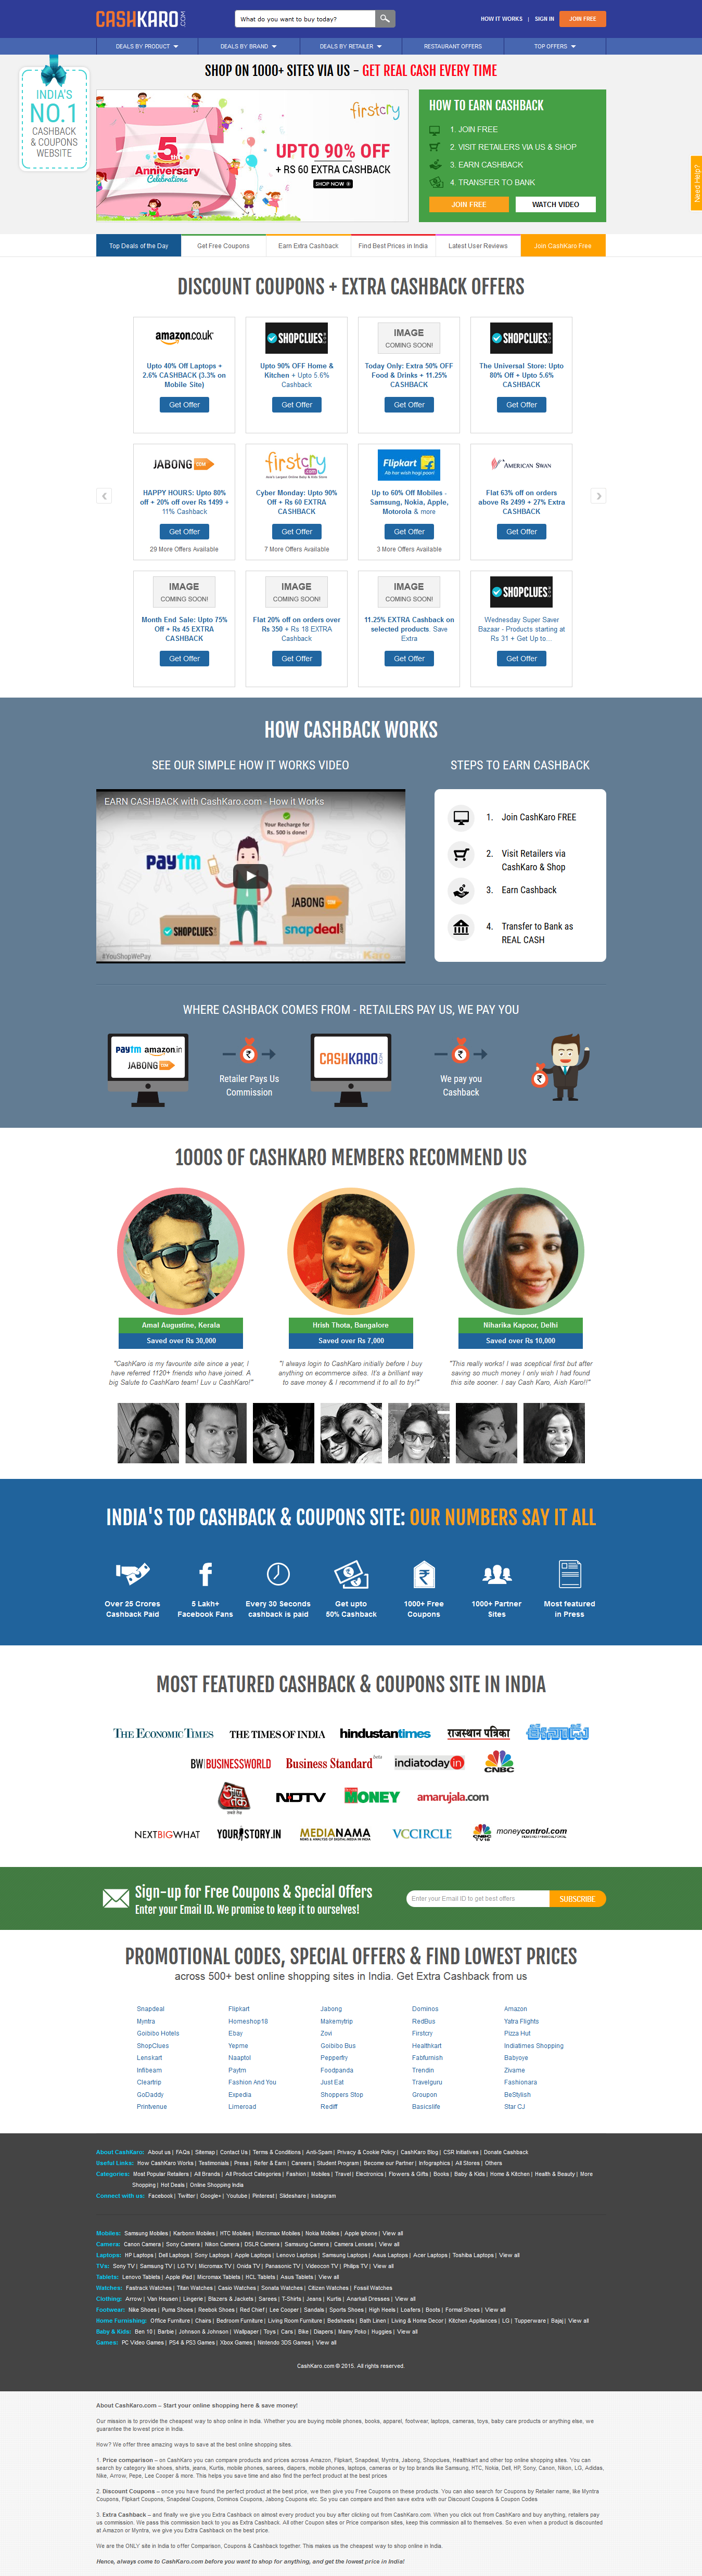 CASHKARO.COM
What do you want to buy today?
HOW IT WORKS | SIGN IN
JOIN FREE
DEALS BY PRODUCT
DEALS BY BRAND
DEALS BY RETAILER
RESTAURANT OFFERS
TOP OFFERS
INDIA'S
NO.1
CASHBACK
& COUPONS
WEBSITE
SHOP ON 1000+ SITES VIA US - GET REAL CASH EVERY TIME
5th
Anniversary
Celebrations
firstcry
UPTO 90% OFF
+ RS 60 EXTRA CASHBACK
SHOP NOW
HOW TO EARN CASHBACK
1. JOIN FREE
2. VISIT RETAILERS VIA US & SHOP
3. EARN CASHBACK
4. TRANSFER TO BANK
JOIN FREE
WATCH VIDEO
Need Help?
Top Deals of the Day
Get Free Coupons
Earn Extra Cashback
Find Best Prices in India
Latest User Reviews
Join CashKaro Free
DISCOUNT COUPONS + EXTRA CASHBACK OFFERS
amazon.co.uk
Upto 40% Off Laptops +
2.6% CASHBACK (3.3% on
Mobile Site)
Get Offer
SHOPCLUES
Upto 90% OFF Home &
Kitchen + Upto 5.6%
Cashback
Get Offer
IMAGE
COMING SOON!
Today Only: Extra 50% OFF
Food & Drinks + 11.25%
CASHBACK
Get Offer
SHOPCLUES
The Universal Store: Upto
80% Off + Upto 5.6%
CASHBACK
Get Offer
JABONG.COM
HAPPY HOURS: Upto 80%
off + 20% off over Rs 1499 +
11% Cashback
Get Offer
29 More Offers Available
firstcry.com
Cyber Monday: Upto 90%
Off + Rs 60 EXTRA
CASHBACK
Get Offer
7 More Offers Available
Flipkart
Up to 60% Off Mobiles -
Samsung, Nokia, Apple,
Motorola & more
Get Offer
3 More Offers Available
AMERICAN SWAN
Flat 63% off on orders
above Rs 2499 + 27% Extra
CASHBACK
Get Offer
IMAGE
COMING SOON!
Month End Sale: Upto 75%
Off + Rs 45 EXTRA
CASHBACK
Get Offer
IMAGE
COMING SOON!
Flat 20% off on orders over
Rs 350 + Rs 18 EXTRA
Cashback
Get Offer
IMAGE
COMING SOON!
11.25% EXTRA Cashback on
selected products. Save
Extra
Get Offer
SHOPCLUES
Wednesday Super Saver
Bazaar - Products starting at
Rs 31 + Get Up to...
Get Offer
HOW CASHBACK WORKS
SEE OUR SIMPLE HOW IT WORKS VIDEO
EARN CASHBACK with CashKaro.com - How it Works
Your Recharge for
Rs. 500 is done!
paytm
SHOPCLUES
JABONG
snapdeal
#YouShopWePay
STEPS TO EARN CASHBACK
1. Join CashKaro FREE
2. Visit Retailers via
CashKaro & Shop
3. Earn Cashback
4. Transfer to Bank as
REAL CASH
WHERE CASHBACK COMES FROM - RETAILERS PAY US, WE PAY YOU
paytm amazon.in
JABONG
Retailer Pays Us
Commission
CASHKARO
We pay you
Cashback
1000S OF CASHKARO MEMBERS RECOMMEND US
Amal Augustine, Kerala
Saved over Rs 30,000
"CashKaro is my favourite site since a year, I
have referred 1120+ friends who have joined. A
big Salute to CashKaro team! Luv u CashKaro!"
Hrish Thota, Bangalore
Saved over Rs 7,000
"I always login to CashKaro initially before I buy
anything on ecommerce sites. It's a brilliant way
to save money & I recommend it to all to try!"
Niharika Kapoor, Delhi
Saved over Rs 10,000
"This really works! I was sceptical first but after
saving so much money I only wish I had found
this site sooner. I say Cash Karo, Aish Karo!!"
INDIA'S TOP CASHBACK & COUPONS SITE: OUR NUMBERS SAY IT ALL
Over 25 Crores
Cashback Paid
5 Lakh+
Facebook Fans
Every 30 Seconds
cashback is paid
Get upto
50% Cashback
1000+ Free
Coupons
1000+ Partner
Sites
Most featured
in Press
MOST FEATURED CASHBACK & COUPONS SITE IN INDIA
THE ECONOMIC TIMES
THE TIMES OF INDIA
hindustantimes
राजस्थान पत्रिका
ఈనాడు
BW BUSINESSWORLD
Business Standard
indiatoday.in
CNBC
आज तक
NDTV
MONEY
amarujala.com
NEXTBIGWHAT
YOURSTORY.IN
MEDIANAMA
VCCIRCLE
CNBC TV18 moneycontrol.com
Sign-up for Free Coupons & Special Offers
Enter your Email ID. We promise to keep it to ourselves!
Enter your Email ID to get best offers
SUBSCRIBE
PROMOTIONAL CODES, SPECIAL OFFERS & FIND LOWEST PRICES
across 500+ best online shopping sites in India. Get Extra Cashback from us
Snapdeal Flipkart Jabong Dominos Amazon
Myntra Homeshop18 Makemytrip RedBus Yatra Flights
Goibibo Hotels Ebay Zovi Firstcry Pizza Hut
ShopClues Yepme Goibibo Bus Healthkart Indiatimes Shopping
Lenskart Naaptol Pepperfry Fabfurnish Babyoye
Infibeam Paytm Foodpanda Trendin Zivame
Cleartrip Fashion And You Just Eat Travelguru Fashionara
GoDaddy Expedia Shoppers Stop Groupon BeStylish
Printvenue Limeroad Rediff Basicslife Star CJ
About CashKaro: About us | FAQs | Sitemap | Contact Us | Terms & Conditions | Anti-Spam | Privacy & Cookie Policy | CashKaro Blog | CSR Initiatives | Donate Cashback
Useful Links: How CashKaro Works | Testimonials | Press | Refer & Earn | Careers | Student Program | Become our Partner | Infographics | All Stores | Others
Categories: Most Popular Retailers | All Brands | All Product Categories | Fashion | Mobiles | Travel | Electronics | Flowers & Gifts | Books | Baby & Kids | Home & Kitchen | Health & Beauty | More
Shopping | Hot Deals | Online Shopping India
Connect with us: Facebook | Twitter | Google+ | Youtube | Pinterest | Slideshare | Instagram
Mobiles: Samsung Mobiles | Karbonn Mobiles | HTC Mobiles | Micromax Mobiles | Nokia Mobiles | Apple Iphone | View all
Camera: Canon Camera | Sony Camera | Nikon Camera | DSLR Camera | Samsung Camera | Camera Lenses | View all
Laptops: HP Laptops | Dell Laptops | Sony Laptops | Apple Laptops | Lenovo Laptops | Samsung Laptops | Asus Laptops | Acer Laptops | Toshiba Laptops | View all
TVs: Sony TV | Samsung TV | LG TV | Micromax TV | Onida TV | Panasonic TV | Videocon TV | Philips TV | View all
Tablets: Lenovo Tablets | Apple iPad | Micromax Tablets | HCL Tablets | Asus Tablets | View all
Watches: Fastrack Watches | Titan Watches | Casio Watches | Sonata Watches | Citizen Watches | Fossil Watches
Clothing: Arrow | Van Heusen | Lingerie | Blazers & Jackets | Sarees | T-Shirts | Jeans | Kurtis | Anarkali Dresses | View all
Footwear: Nike Shoes | Puma Shoes | Reebok Shoes | Red Chief | Lee Cooper | Sandals | Sports Shoes | High Heels | Loafers | Boots | Formal Shoes | View all
Home Furnishing: Office Furniture | Chairs | Bedroom Furniture | Living Room Furniture | Bedsheets | Bath Linen | Living & Home Decor | Kitchen Appliances | LG | Tupperware | Bajaj | View all
Baby & Kids: Ben 10 | Barbie | Johnson & Johnson | Wallpaper | Toys | Cars | Bike | Diapers | Mamy Poko | Huggies | View all
Games: PC Video Games | PS4 & PS3 Games | Xbox Games | Nintendo 3DS Games | View all
CashKaro.com © 2015. All rights reserved.
About CashKaro.com – Start your online shopping here & save money!
Our mission is to provide the cheapest way to shop online in India. Whether you are buying mobile phones, books, apparel, footwear, laptops, cameras, toys, baby care products or anything else, we
guarantee the lowest price in India.
How? We offer three amazing ways to save at the best online shopping sites.
1. Price comparison – on CashKaro you can compare products and prices across Amazon, Flipkart, Snapdeal, Myntra, Jabong, Shopclues, Healthkart and other top online shopping sites. You can
search by category like shoes, shirts, jeans, Kurtis, mobile phones, sarees, diapers, mobile phones, laptops, cameras or by top brands like Samsung, HTC, Nokia, Dell, HP, Sony, Canon, Nikon, LG, Adidas,
Nike, Arrow, Pepe, Lee Cooper & more. This helps you save time and also find the perfect product at the best prices.
2. Discount Coupons – once you have found the perfect product at the best price, we then give you Free Coupons on these products. You can also search for Coupons by Retailer name, like Myntra
Coupons, Flipkart Coupons, Snapdeal Coupons, Dominos Coupons, Jabong Coupons etc. So you can compare and then save extra with our Discount Coupons & Coupon Codes
3. Extra Cashback – and finally we give you Extra Cashback on almost every product you buy after clicking out from CashKaro.com. When you click out from CashKaro and buy anything, retailers pay
us commission. We pass this commission back to you as Extra Cashback. All other Coupon sites or Price comparison sites, keep this commission all to themselves. So even when a product is discounted
at Amazon or Myntra, we give you Extra Cashback on the best price.
We are the ONLY site in India to offer Comparison, Coupons & Cashback together. This makes us the cheapest way to shop online in India.
Hence, always come to CashKaro.com before you want to shop for anything, and get the lowest price in India!